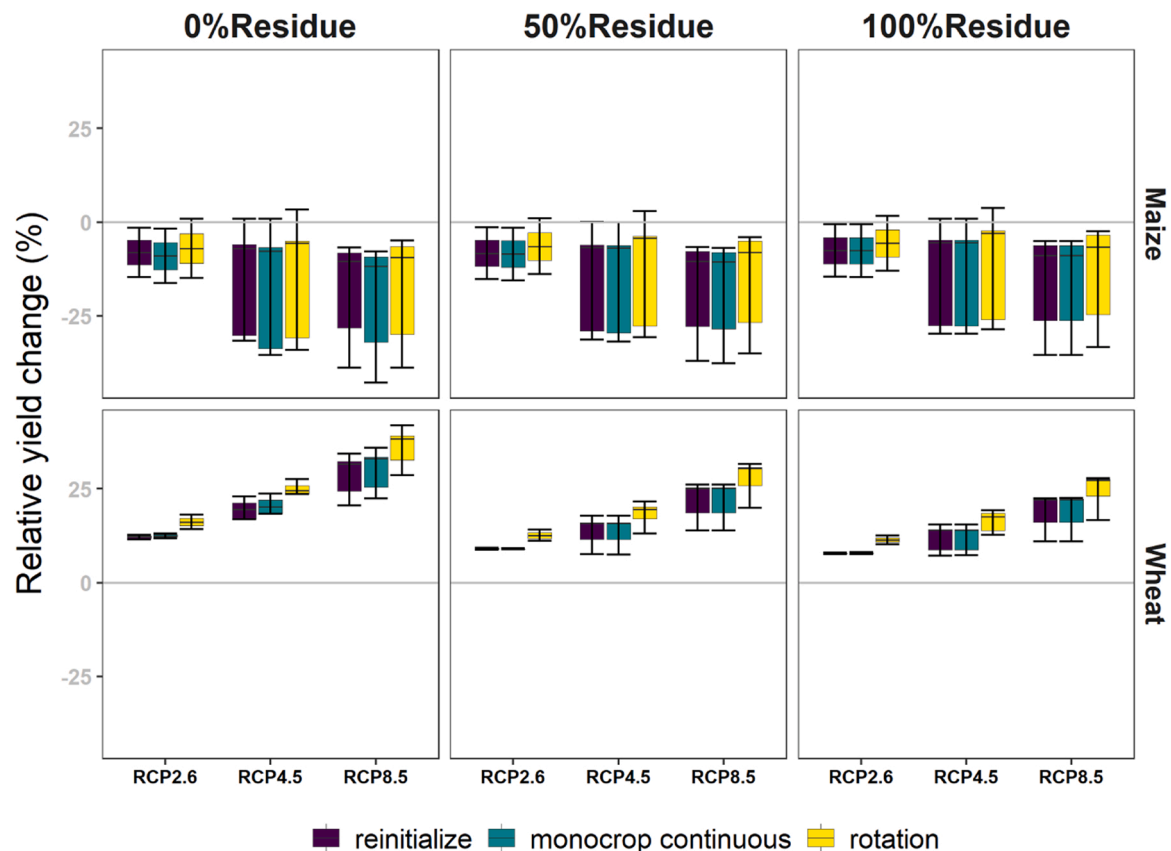 0%Residue 50%Residue 100%Residue
Relative yield change (%)
25
0
-25
Maize
25
0
-25
Wheat
RCP2.6 RCP4.5 RCP8.5 RCP2.6 RCP4.5 RCP8.5 RCP2.6 RCP4.5 RCP8.5
reinitialize monocrop continuous rotation